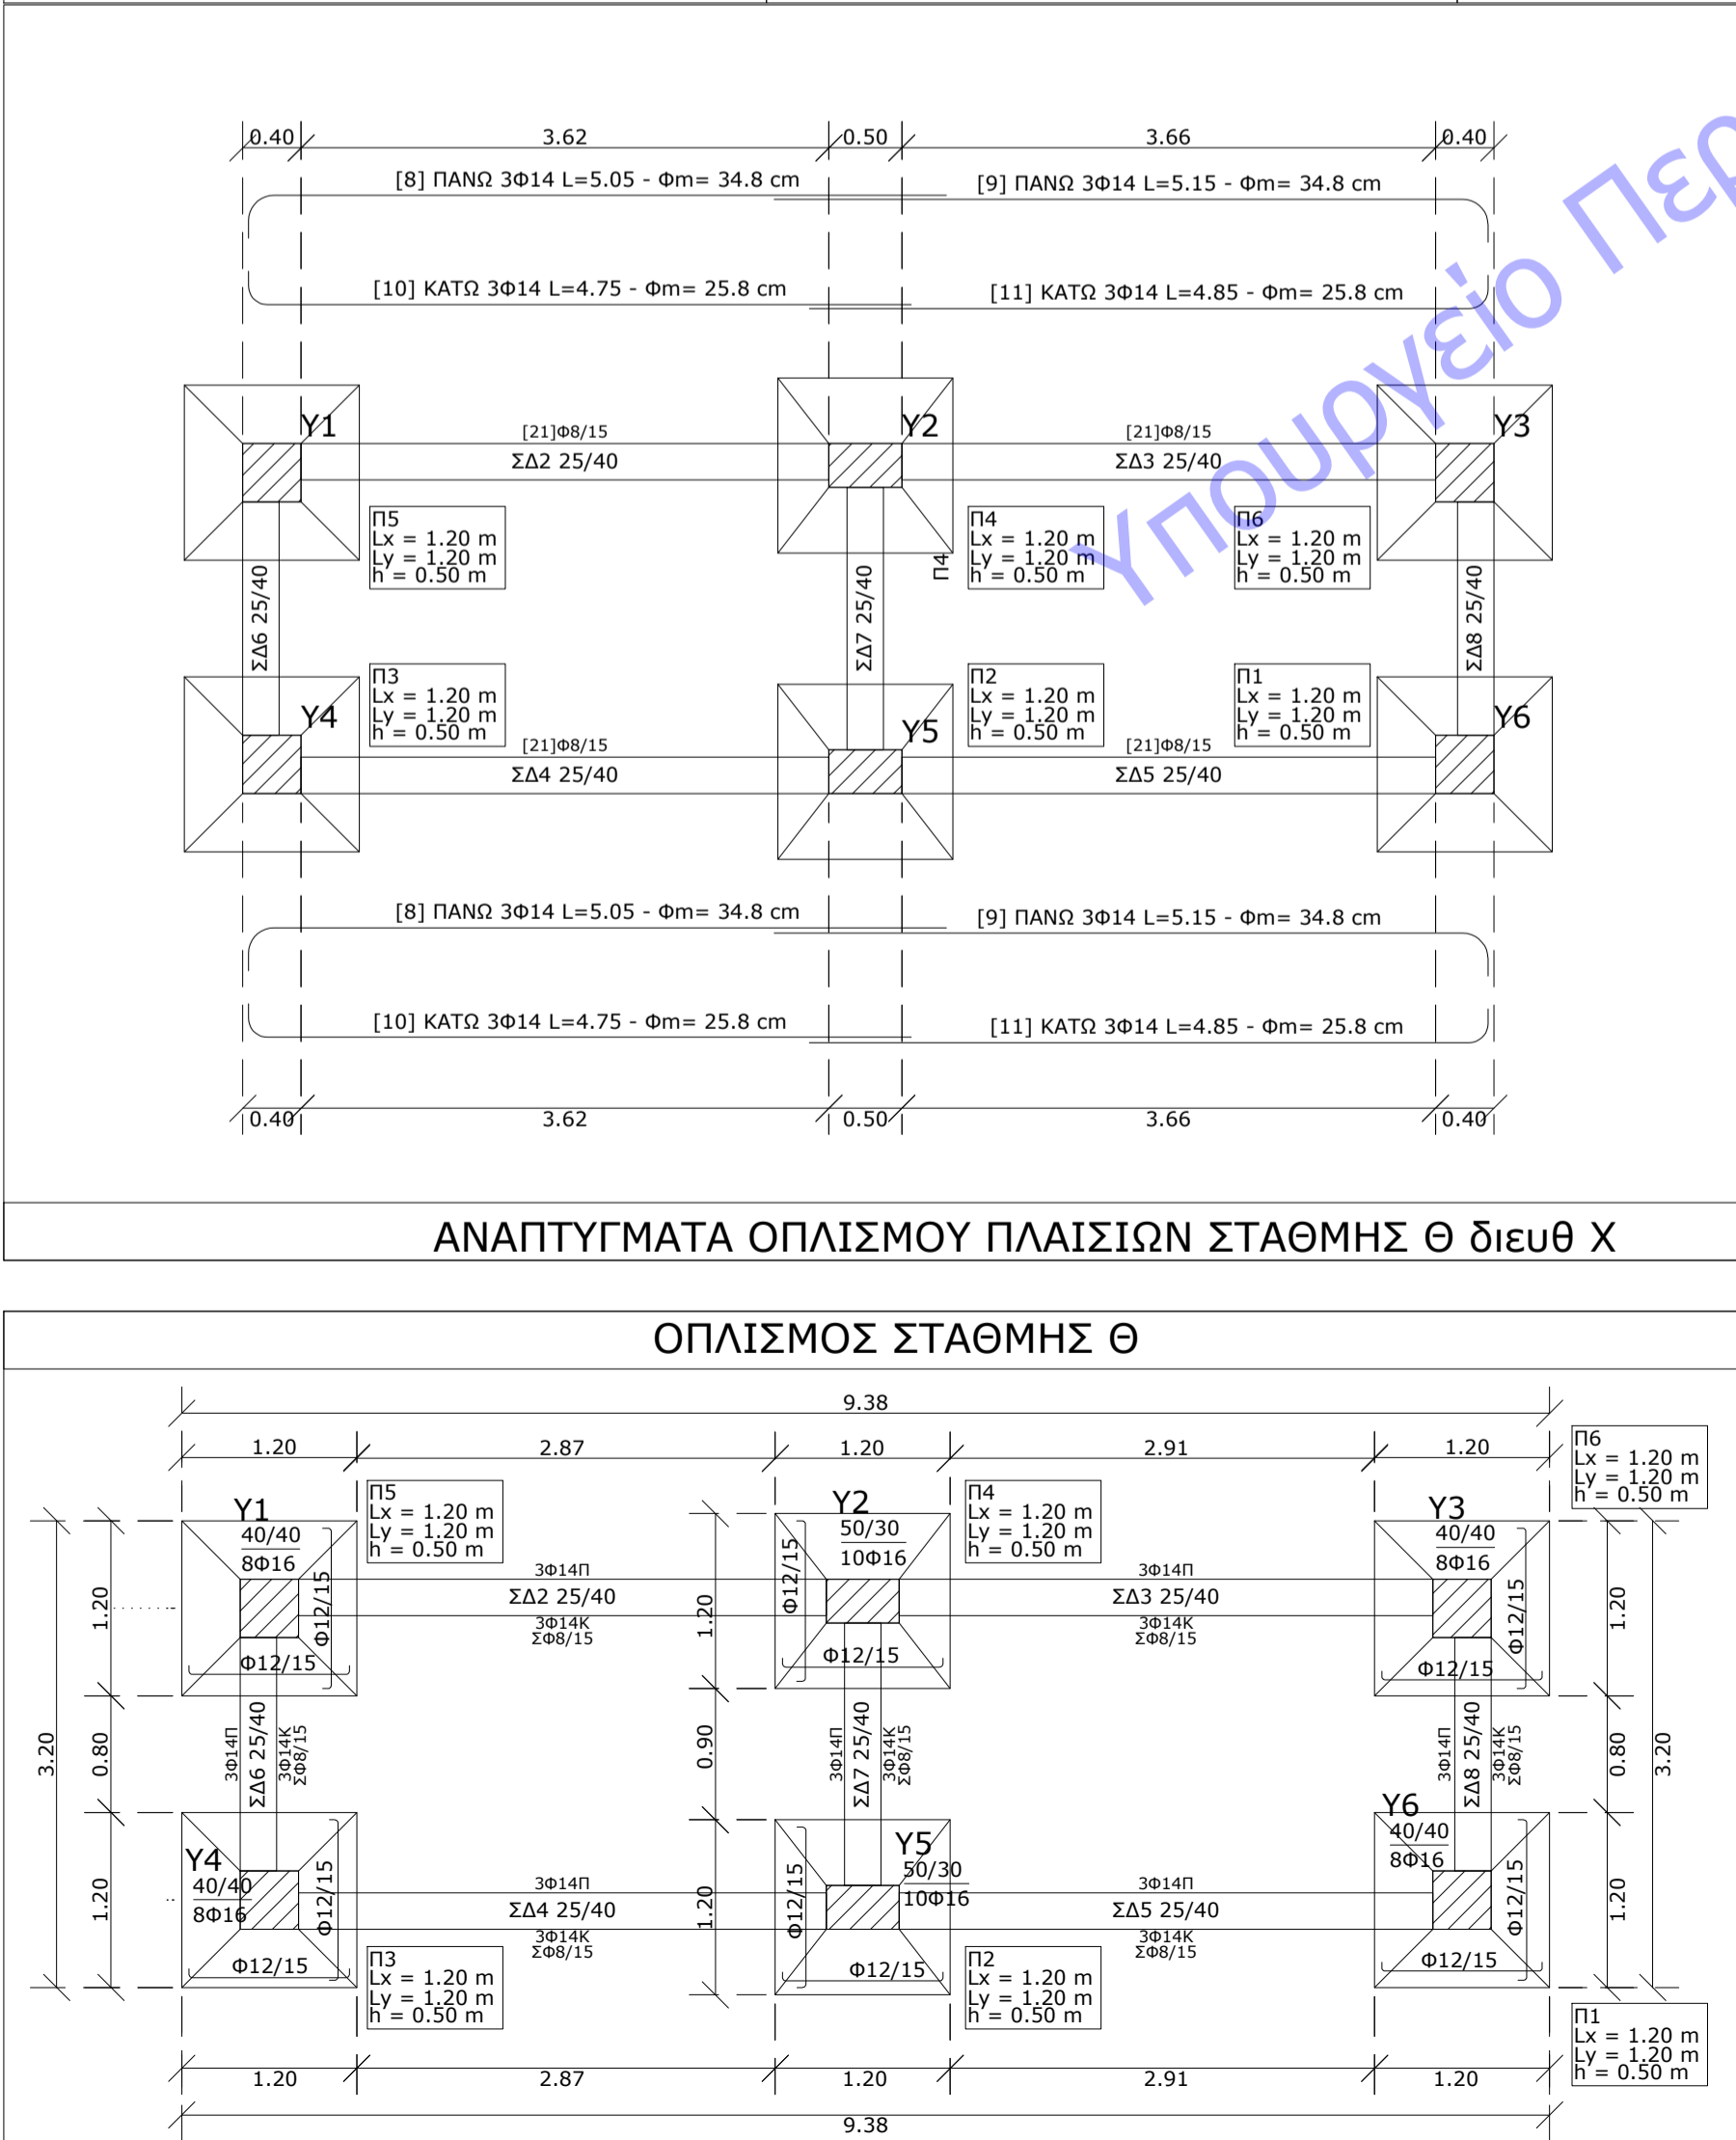 0.40 3.62 0.50 3.66 0.40
[8] ΠΑΝΩ 3Φ14 L=5.05 - Φm= 34.8 cm
[9] ΠΑΝΩ 3Φ14 L=5.15 - Φm= 34.8 cm
[10] ΚΑΤΩ 3Φ14 L=4.75 - Φm= 25.8 cm
[11] ΚΑΤΩ 3Φ14 L=4.85 - Φm= 25.8 cm
Υπουργείο
Υ1
[21]Φ8/15
ΣΔ2 25/40
Υ2
[21]Φ8/15
ΣΔ3 25/40
Υ3
Π5
Lx = 1.20 m
Ly = 1.20 m
h = 0.50 m
Π4
Π4
Lx = 1.20 m
Ly = 1.20 m
h = 0.50 m
Π6
Lx = 1.20 m
Ly = 1.20 m
h = 0.50 m
ΣΔ6 25/40
ΣΔ7 25/40
ΣΔ8 25/40
Π3
Lx = 1.20 m
Ly = 1.20 m
h = 0.50 m
Π2
Lx = 1.20 m
Ly = 1.20 m
h = 0.50 m
Π1
Lx = 1.20 m
Ly = 1.20 m
h = 0.50 m
Υ4
[21]Φ8/15
ΣΔ4 25/40
Υ5
[21]Φ8/15
ΣΔ5 25/40
Υ6
[8] ΠΑΝΩ 3Φ14 L=5.05 - Φm= 34.8 cm
[9] ΠΑΝΩ 3Φ14 L=5.15 - Φm= 34.8 cm
[10] ΚΑΤΩ 3Φ14 L=4.75 - Φm= 25.8 cm
[11] ΚΑΤΩ 3Φ14 L=4.85 - Φm= 25.8 cm
0.40 3.62 0.50 3.66 0.40
ΑΝΑΠΤΥΓΜΑΤΑ ΟΠΛΙΣΜΟΥ ΠΛΑΙΣΙΩΝ ΣΤΑΘΜΗΣ Θ διευθ Χ
ΟΠΛΙΣΜΟΣ ΣΤΑΘΜΗΣ Θ
9.38
1.20 2.87 1.20 2.91 1.20
Π6
Lx = 1.20 m
Ly = 1.20 m
h = 0.50 m
Π5
Lx = 1.20 m
Ly = 1.20 m
h = 0.50 m
Π4
Lx = 1.20 m
Ly = 1.20 m
h = 0.50 m
Υ1
40/40
8Φ16
Φ12/15
Φ12/15
Υ2
50/30
10Φ16
Φ12/15
Φ12/15
Υ3
40/40
8Φ16
Φ12/15
Φ12/15
3Φ14Π
ΣΔ2 25/40
3Φ14Κ
ΣΦ8/15
3Φ14Π
ΣΔ3 25/40
3Φ14Κ
ΣΦ8/15
3.20
1.20
0.80
1.20
1.20
0.90
1.20
1.20
0.80
1.20
3.20
3Φ14Π
ΣΔ6 25/40
3Φ14Κ
ΣΦ8/15
3Φ14Π
ΣΔ7 25/40
3Φ14Κ
ΣΦ8/15
3Φ14Π
ΣΔ8 25/40
3Φ14Κ
ΣΦ8/15
Υ4
40/40
8Φ16
Φ12/15
Φ12/15
Υ5
50/30
10Φ16
Φ12/15
Φ12/15
Υ6
40/40
8Φ16
Φ12/15
Φ12/15
3Φ14Π
ΣΔ4 25/40
3Φ14Κ
ΣΦ8/15
3Φ14Π
ΣΔ5 25/40
3Φ14Κ
ΣΦ8/15
Π3
Lx = 1.20 m
Ly = 1.20 m
h = 0.50 m
Π2
Lx = 1.20 m
Ly = 1.20 m
h = 0.50 m
Π1
Lx = 1.20 m
Ly = 1.20 m
h = 0.50 m
1.20 2.87 1.20 2.91 1.20
9.38